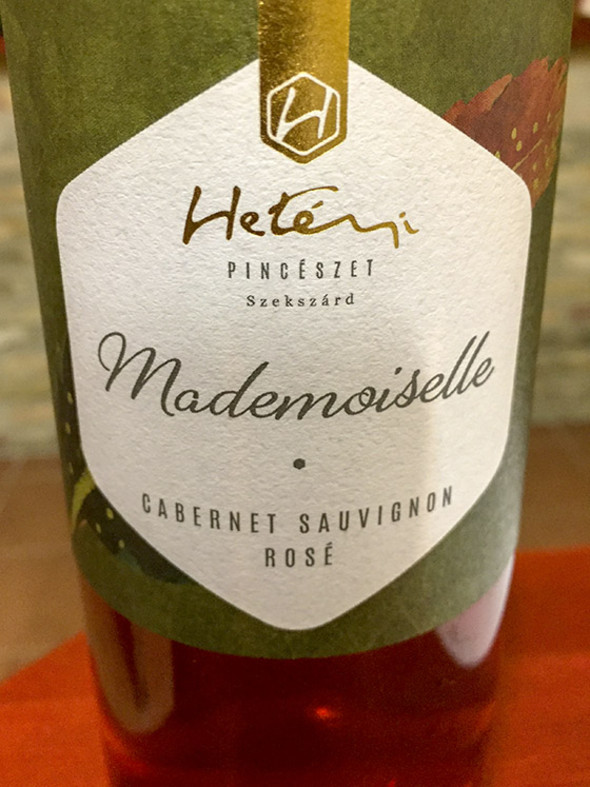 H
Hetényi
PINCÉSZET
Szekszárd
Mademoiselle
CABERNET SAUVIGNON
ROSÉ